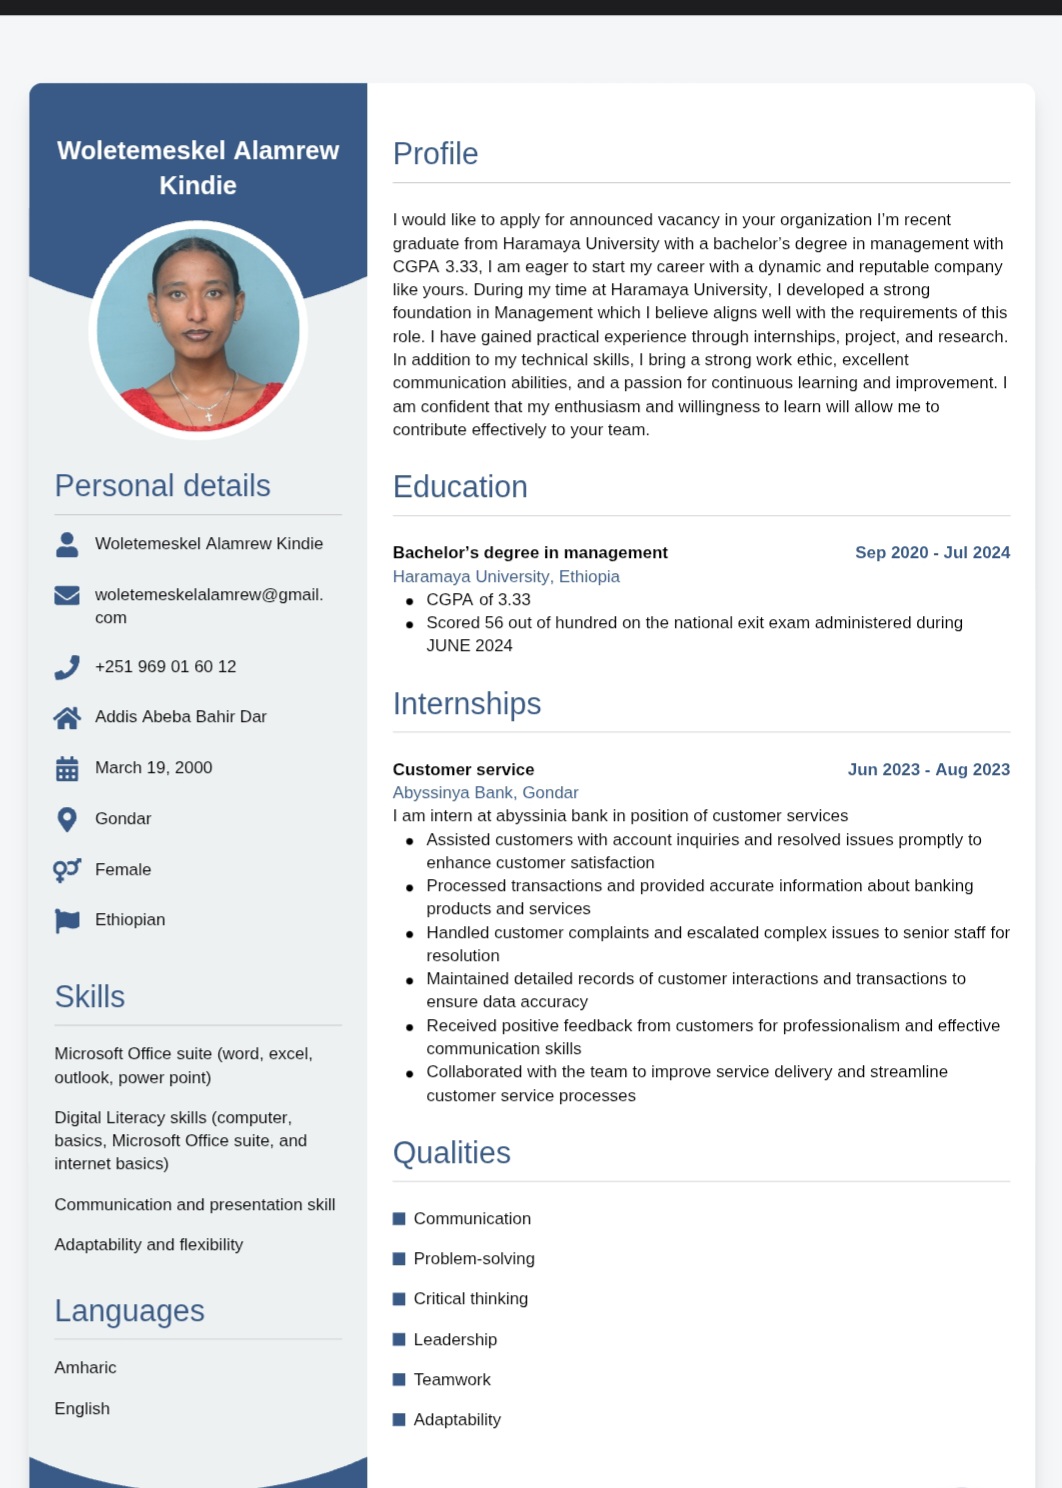 Woletemeskel Alamrew
Kindie
Personal details
Woletemeskel Alamrew Kindie
woletemeskelalamrew@gmail.
com
+251 969 01 60 12
Addis Abeba Bahir Dar
March 19, 2000
Gondar
Female
Ethiopian
Skills
Microsoft Office suite (word, excel,
outlook, power point)
Digital Literacy skills (computer,
basics, Microsoft Office suite, and
internet basics)
Communication and presentation skill
Adaptability and flexibility
Languages
Amharic
English
Profile
I would like to apply for announced vacancy in your organization I’m recent
graduate from Haramaya University with a bachelor’s degree in management with
CGPA 3.33, I am eager to start my career with a dynamic and reputable company
like yours. During my time at Haramaya University, I developed a strong
foundation in Management which I believe aligns well with the requirements of this
role. I have gained practical experience through internships, project, and research.
In addition to my technical skills, I bring a strong work ethic, excellent
communication abilities, and a passion for continuous learning and improvement. I
am confident that my enthusiasm and willingness to learn will allow me to
contribute effectively to your team.
Education
Bachelor’s degree in management Sep 2020 - Jul 2024
Haramaya University, Ethiopia
● CGPA of 3.33
● Scored 56 out of hundred on the national exit exam administered during
JUNE 2024
Internships
Customer service Jun 2023 - Aug 2023
Abyssinya Bank, Gondar
I am intern at abyssinia bank in position of customer services
● Assisted customers with account inquiries and resolved issues promptly to
enhance customer satisfaction
● Processed transactions and provided accurate information about banking
products and services
● Handled customer complaints and escalated complex issues to senior staff for
resolution
● Maintained detailed records of customer interactions and transactions to
ensure data accuracy
● Received positive feedback from customers for professionalism and effective
communication skills
● Collaborated with the team to improve service delivery and streamline
customer service processes
Qualities
■ Communication
■ Problem-solving
■ Critical thinking
■ Leadership
■ Teamwork
■ Adaptability